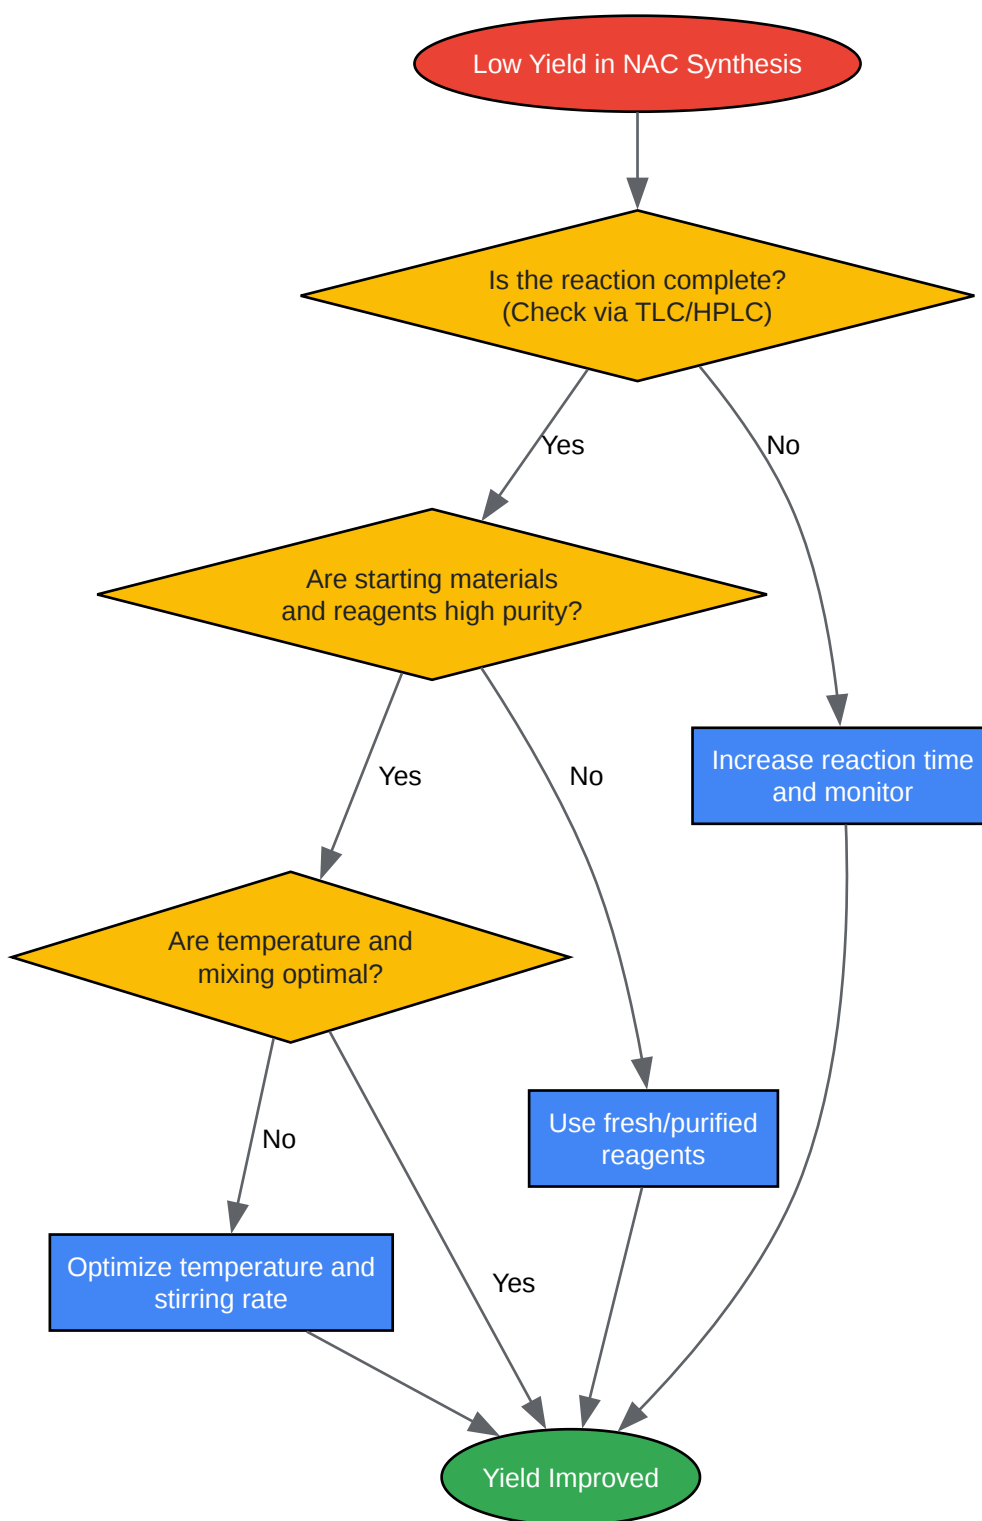 Low Yield in NAC Synthesis
Is the reaction complete?
(Check via TLC/HPLC)
Yes
No
Are starting materials
and reagents high purity?
Increase reaction time
and monitor
Yes
No
Are temperature and
mixing optimal?
Use fresh/purified
reagents
No
Optimize temperature and
stirring rate
Yes
Yield Improved